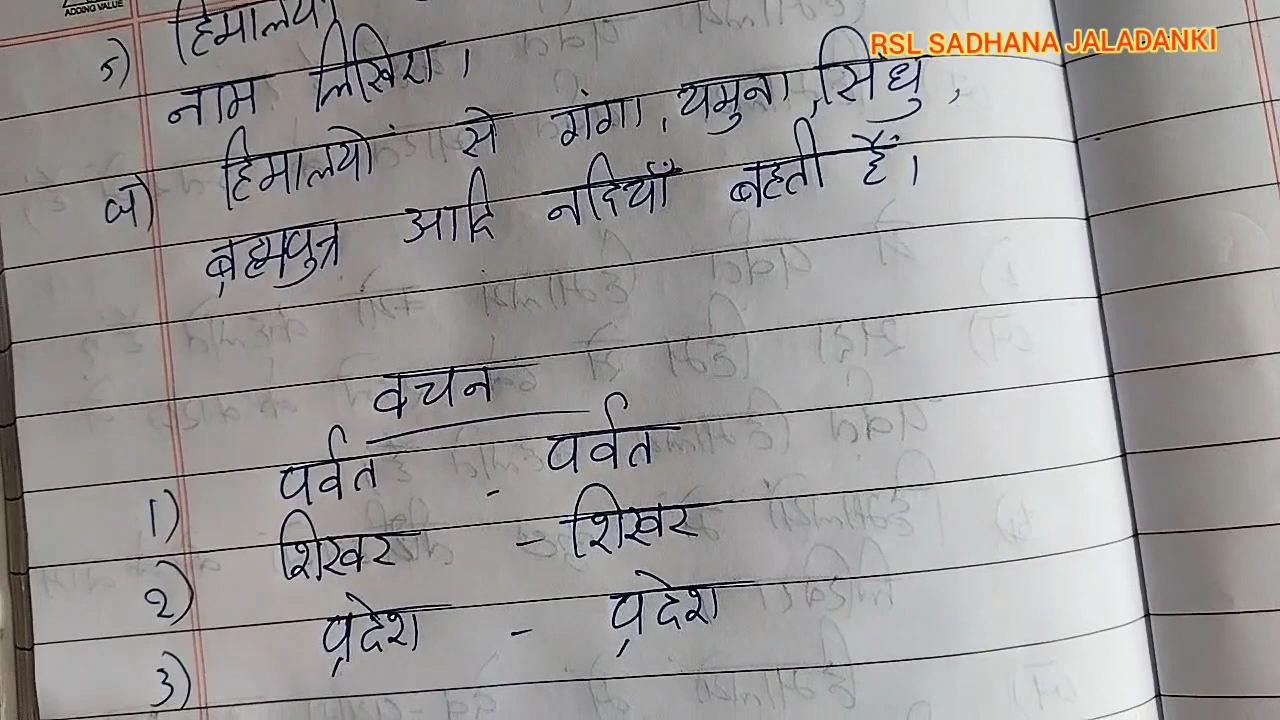 ADDING VALUE
RSL SADHANA JALADANKI
5) हिमालय
नाम लिखिए।
ज) हिमालयों से गंगा, यमुना, सिंधु,
ब्रह्मपुत्र आदि नदियाँ बहती हैं।
वचन
1) पर्वत - पर्वत
2) शिखर - शिखर
3) प्रदेश - प्रदेश